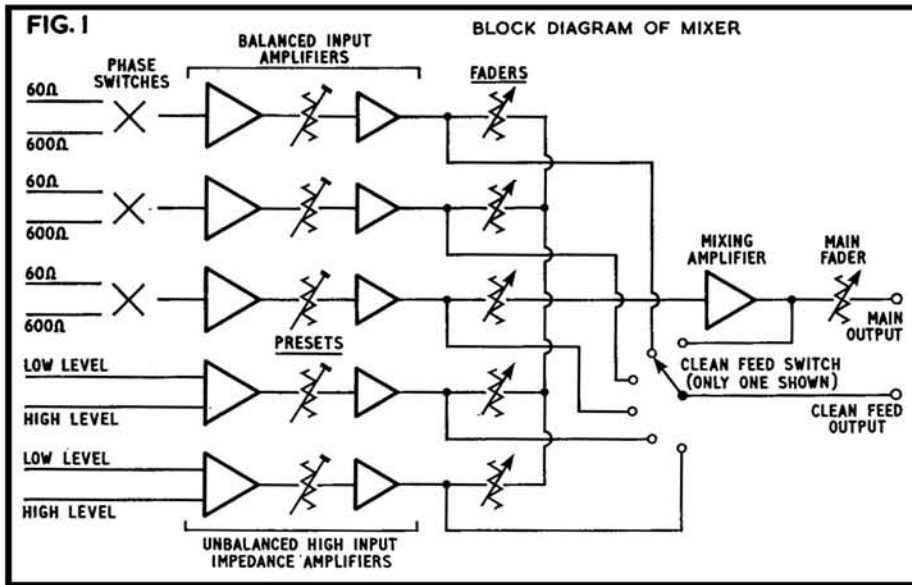 FIG. I
BLOCK DIAGRAM OF MIXER
BALANCED INPUT
AMPLIFIERS
PHASE
SWITCHES
FADERS
60Ω
600Ω
60Ω
600Ω
60Ω
600Ω
MIXING
AMPLIFIER
MAIN
FADER
MAIN
OUTPUT
PRESETS
CLEAN FEED SWITCH
(ONLY ONE SHOWN)
CLEAN FEED
OUTPUT
LOW LEVEL
HIGH LEVEL
LOW LEVEL
HIGH LEVEL
UNBALANCED HIGH INPUT
IMPEDANCE AMPLIFIERS